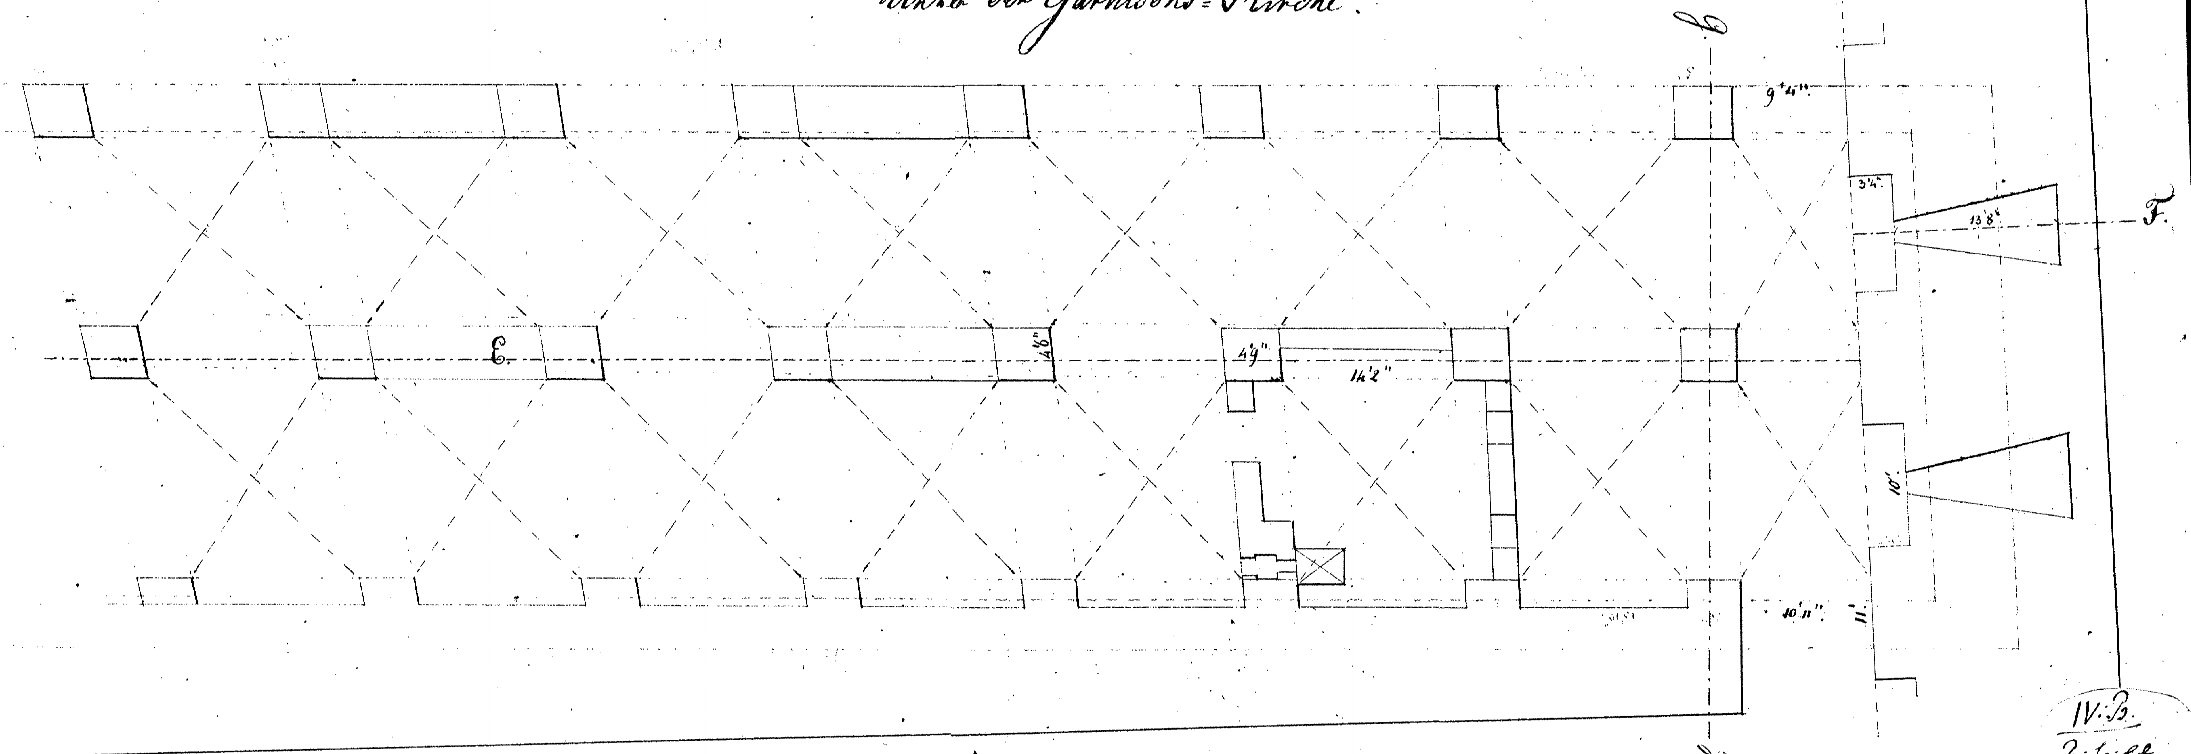 unter der Garnisons=Kirche.
9'4"
3'4"
13'8"
F.
E.
4'6"
4'9"
14'2"
10'
10'11"
11'
IV. B.